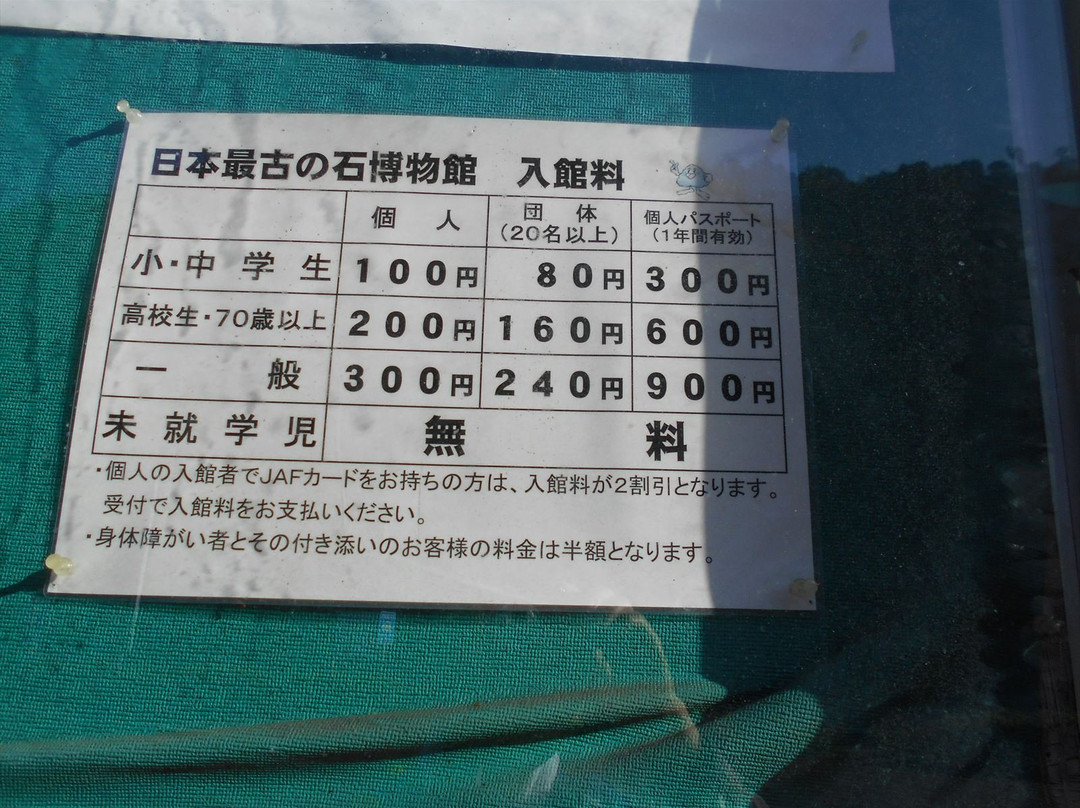 日本最古の石博物館 入館料
個人 団体 個人パスポート
(20名以上) (1年間有効)
小・中学生 100円 80円 300円
高校生・70歳以上 200円 160円 600円
一般 300円 240円 900円
未就学児 無料
・個人の入館者でJAFカードをお持ちの方は、入館料が2割引となります。
受付で入館料をお支払いください。
・身体障がい者とその付き添いのお客様の料金は半額となります。